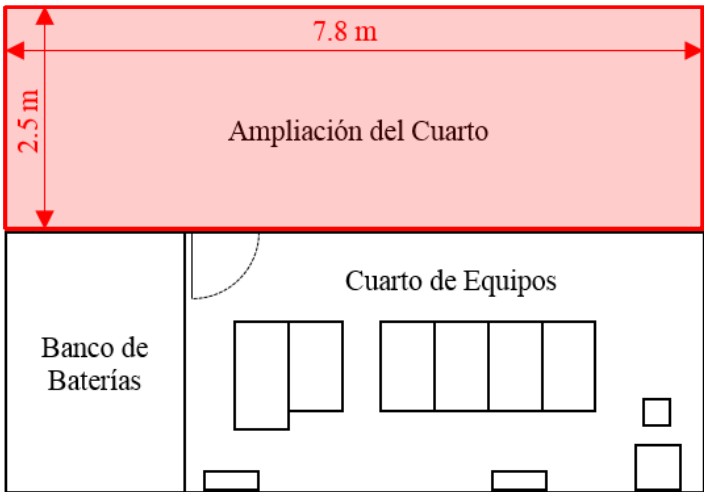 7.8 m
2.5 m
Ampliación del Cuarto
Cuarto de Equipos
Banco de
Baterías